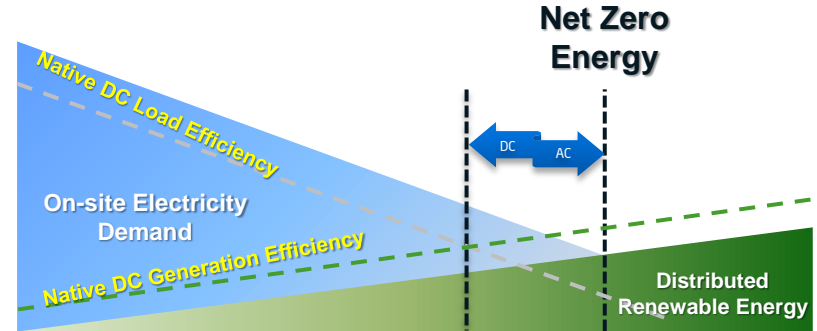 Net Zero
Energy
Native DC Load Efficiency
DC
AC
On-site Electricity
Demand
Native DC Generation Efficiency
Distributed
Renewable Energy